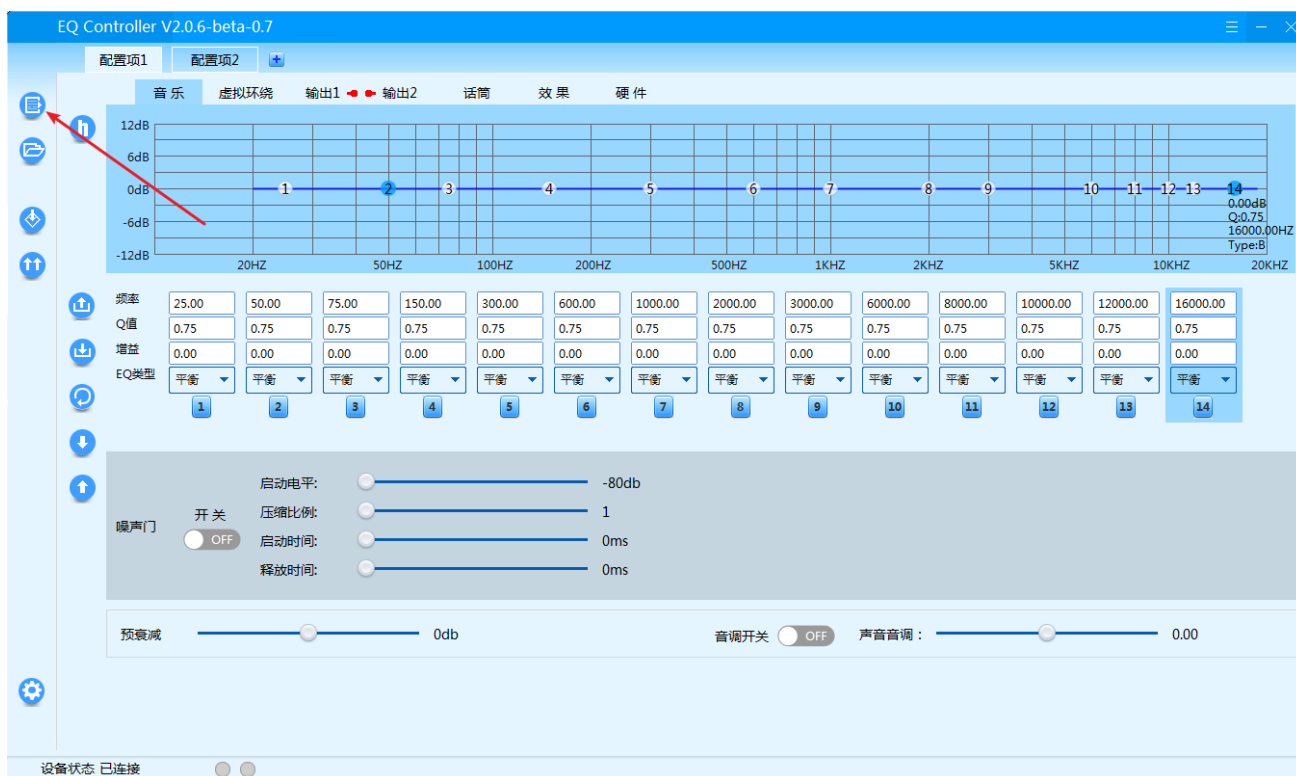 EQ Controller V2.0.6-beta-0.7
配置项1 配置项2
音乐 虚拟环绕 输出1 输出2 话筒 效果 硬件
h
12dB
6dB
0dB
-6dB
-12dB
1 2 3 4 5 6 7 8 9 10 11 12 13 14
0.00dB
Q:0.75
16000.00HZ
Type:B
20HZ 50HZ 100HZ 200HZ 500HZ 1KHZ 2KHZ 5KHZ 10KHZ 20KHZ
频率 25.00 50.00 75.00 150.00 300.00 600.00 1000.00 2000.00 3000.00 6000.00 8000.00 10000.00 12000.00 16000.00
Q值 0.75 0.75 0.75 0.75 0.75 0.75 0.75 0.75 0.75 0.75 0.75 0.75 0.75 0.75
增益 0.00 0.00 0.00 0.00 0.00 0.00 0.00 0.00 0.00 0.00 0.00 0.00 0.00 0.00
EQ类型 平衡 平衡 平衡 平衡 平衡 平衡 平衡 平衡 平衡 平衡 平衡 平衡 平衡 平衡
1 2 3 4 5 6 7 8 9 10 11 12 13 14
噪声门 开关 OFF
启动电平: -80db
压缩比例: 1
启动时间: 0ms
释放时间: 0ms
预衰减 0db 音调开关 OFF 声音音调： 0.00
设备状态 已连接